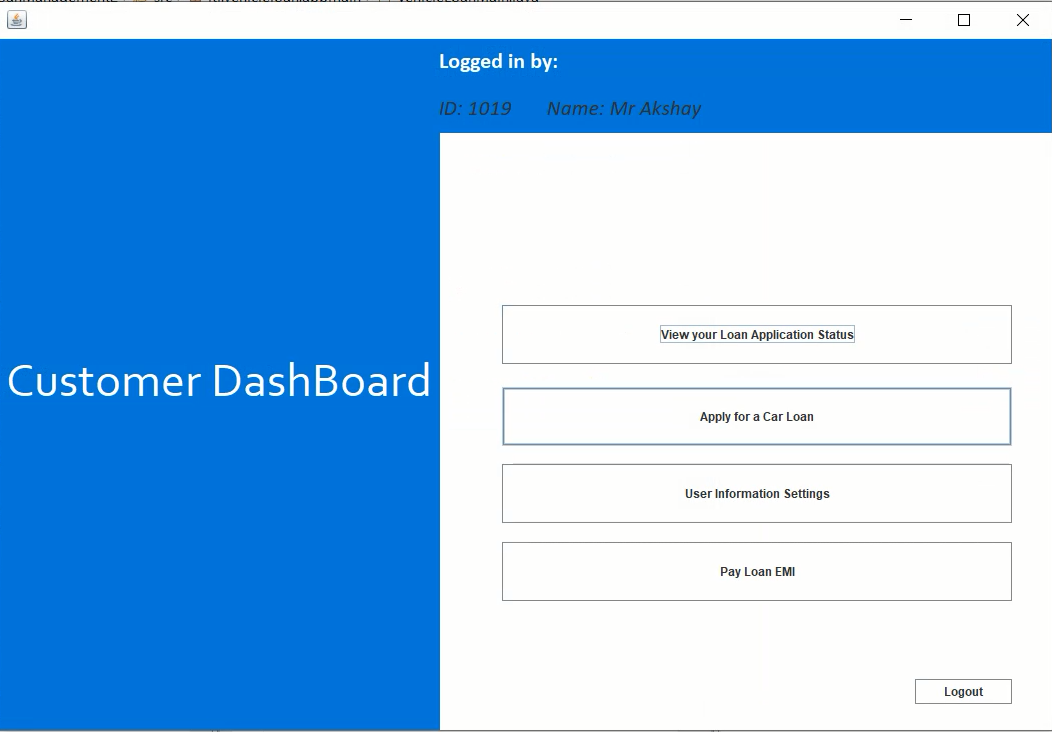 Logged in by:
ID: 1019 Name: Mr Akshay
Customer DashBoard
View your Loan Application Status
Apply for a Car Loan
User Information Settings
Pay Loan EMI
Logout